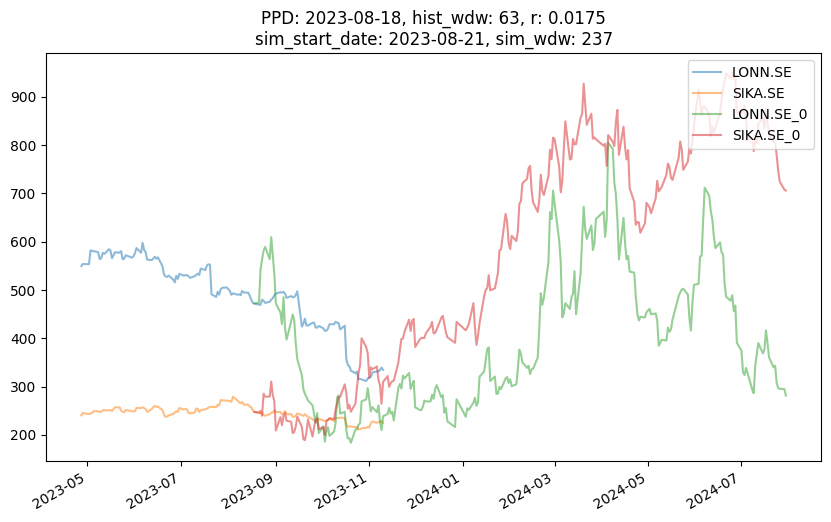 PPD: 2023-08-18, hist_wdw: 63, r: 0.0175
sim_start_date: 2023-08-21, sim_wdw: 237
LONN.SE
SIKA.SE
LONN.SE_0
SIKA.SE_0
900
800
700
600
500
400
300
200
2023-05
2023-07
2023-09
2023-11
2024-01
2024-03
2024-05
2024-07